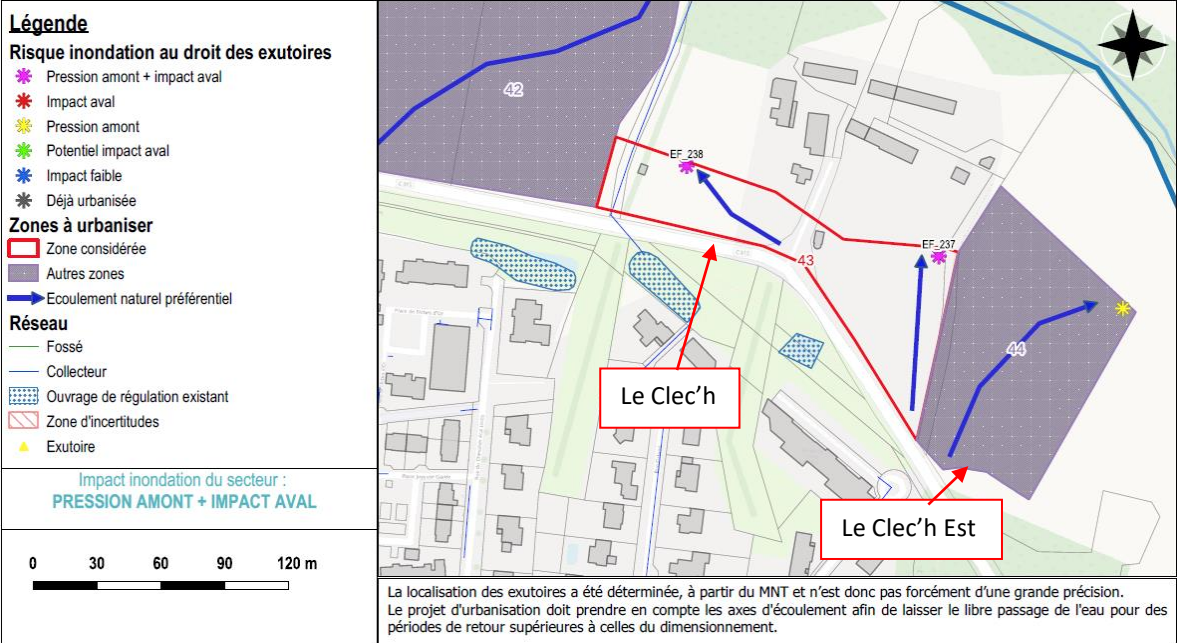 Légende
Risque inondation au droit des exutoires
Pression amont + impact aval
Impact aval
Pression amont
Potentiel impact aval
Impact faible
Déjà urbanisée
Zones à urbaniser
Zone considérée
Autres zones
Ecoulement naturel préférentiel
Réseau
Fossé
Collecteur
Ouvrage de régulation existant
Zone d'incertitudes
Exutoire
Impact inondation du secteur :
PRESSION AMONT + IMPACT AVAL
0 30 60 90 120 m
42
EF_238
EF_237
43
44
Le Clec’h
Le Clec’h Est
La localisation des exutoires a été déterminée, à partir du MNT et n’est donc pas forcément d’une grande précision.
Le projet d'urbanisation doit prendre en compte les axes d'écoulement afin de laisser le libre passage de l'eau pour des
périodes de retour supérieures à celles du dimensionnement.